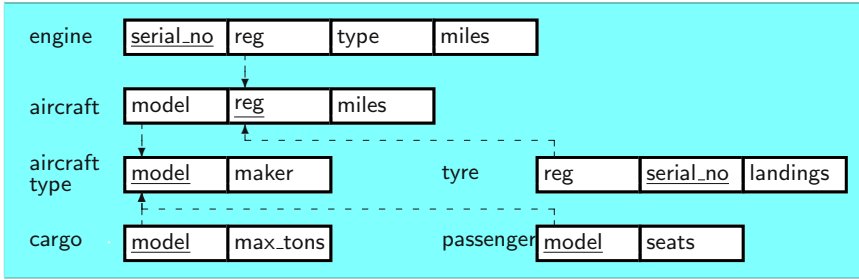 engine serial_no reg type miles
aircraft model reg miles
aircraft
type model maker tyre reg serial_no landings
cargo model max_tons passenger model seats